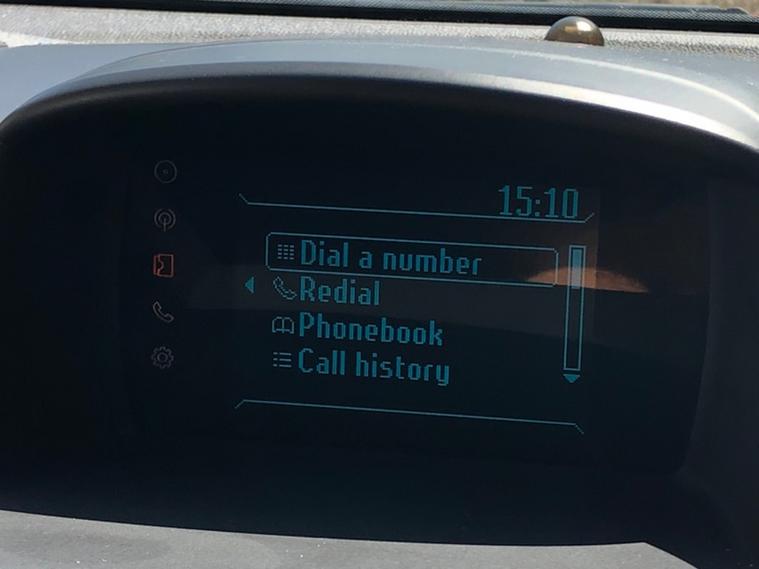 15:10
Dial a number
Redial
Phonebook
Call history